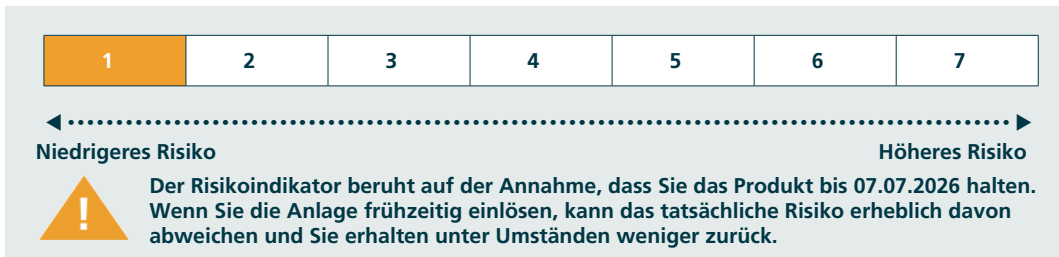 1 2 3 4 5 6 7
Niedrigeres Risiko Höheres Risiko
Der Risikoindikator beruht auf der Annahme, dass Sie das Produkt bis 07.07.2026 halten.
Wenn Sie die Anlage frühzeitig einlösen, kann das tatsächliche Risiko erheblich davon
! abweichen und Sie erhalten unter Umständen weniger zurück.